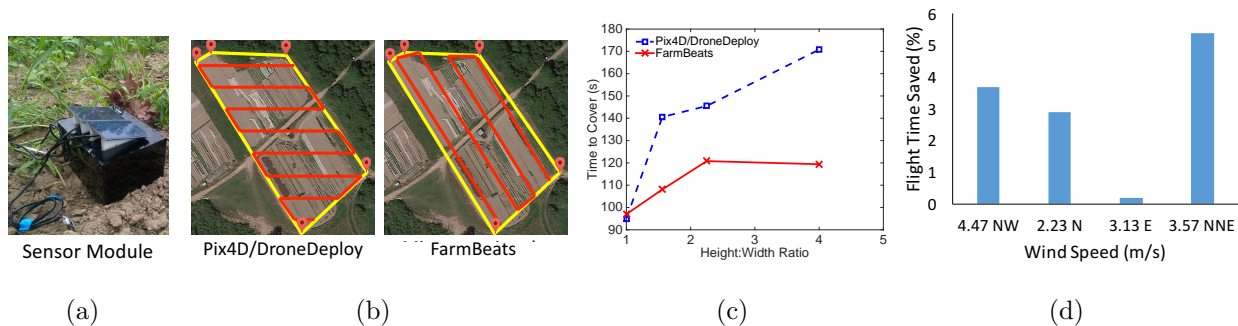 Sensor Module
(a)
Pix4D/DroneDeploy
FarmBeats
(b)
180
170
160
150
140
130
120
110
100
90
Time to Cover (s)
Pix4D/DroneDeploy
FarmBeats
1
2
3
4
5
Height:Width Ratio
(c)
6
5
4
3
2
1
0
Flight Time Saved (%)
4.47 NW
2.23 N
3.13 E
3.57 NNE
Wind Speed (m/s)
(d)